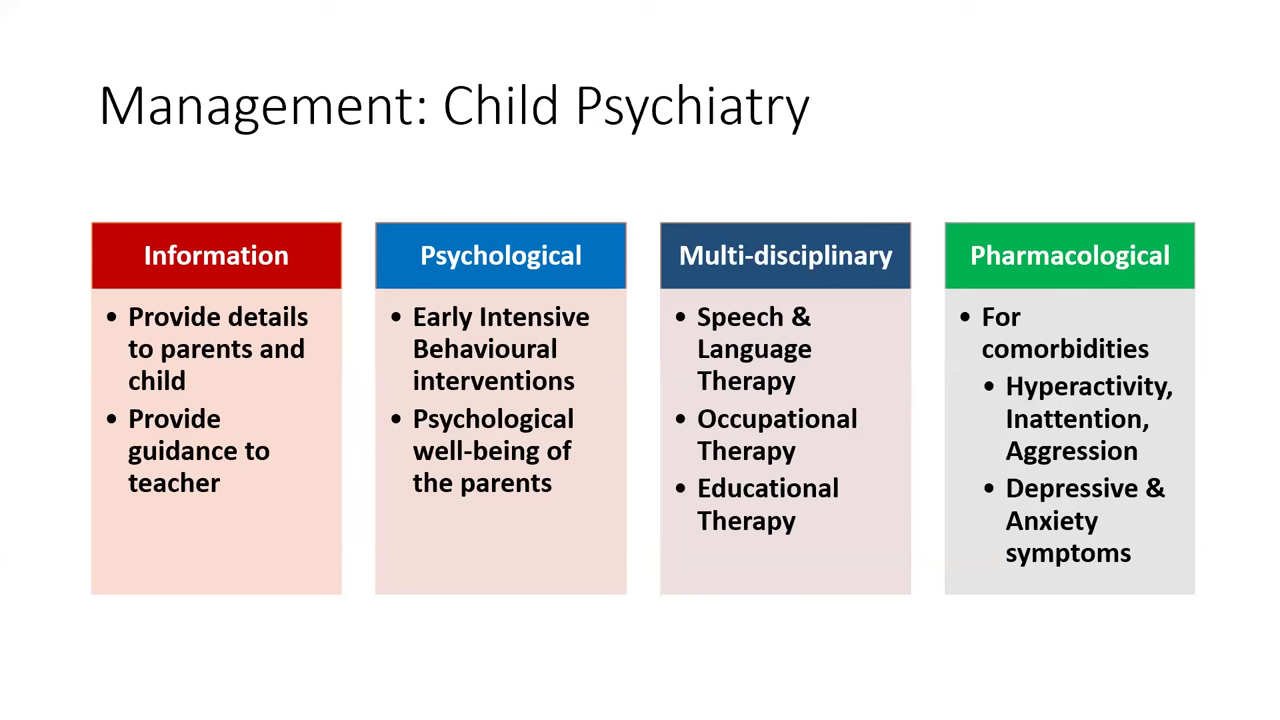 Management: Child Psychiatry
Information
• Provide details
to parents and
child
• Provide
guidance to
teacher
Psychological
• Early Intensive
Behavioural
interventions
• Psychological
well-being of
the parents
Multi-disciplinary
• Speech &
Language
Therapy
• Occupational
Therapy
• Educational
Therapy
Pharmacological
• For
comorbidities
• Hyperactivity,
Inattention,
Aggression
• Depressive &
Anxiety
symptoms